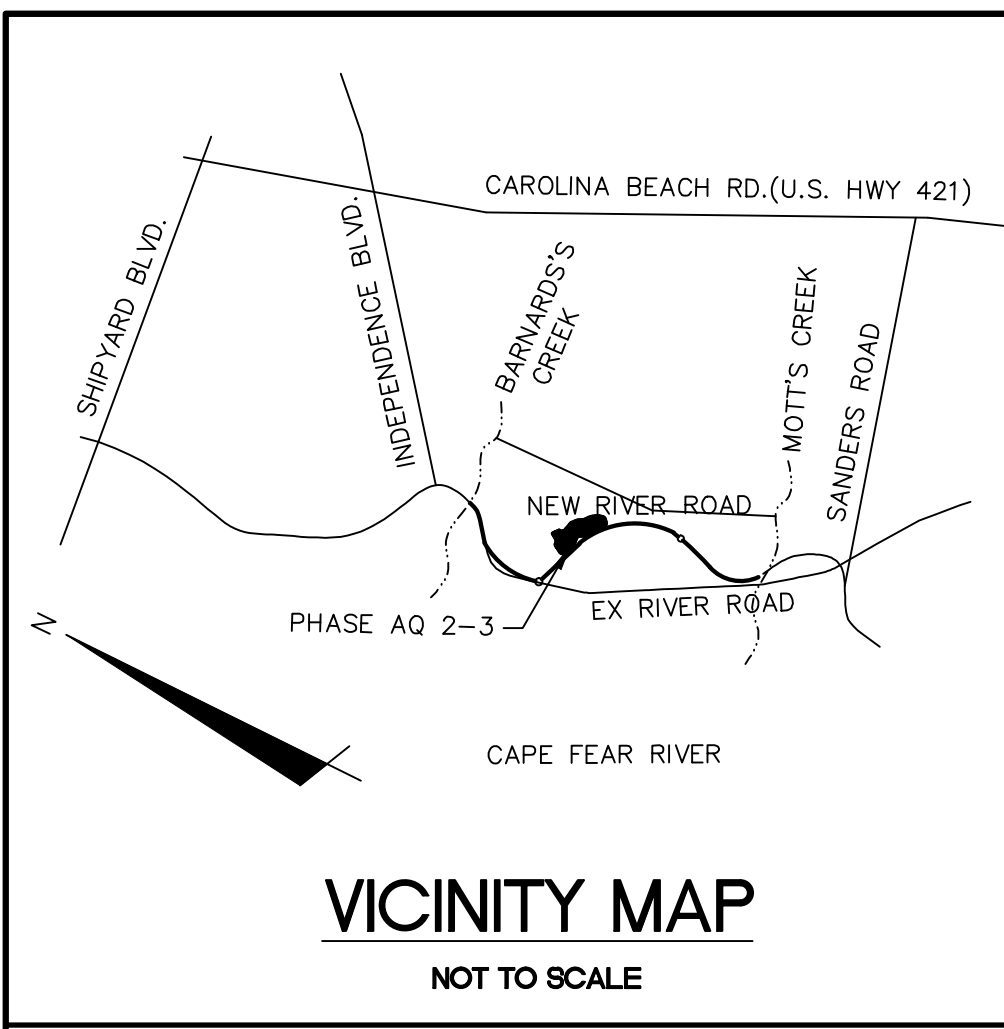 CAROLINA BEACH RD.(U.S. HWY 421)
SHIPYARD BLVD.
INDEPENDENCE BLVD.
BARNARDS'S
CREEK
MOTT'S CREEK
SANDERS ROAD
NEW RIVER ROAD
EX RIVER ROAD
PHASE AQ 2-3
N
CAPE FEAR RIVER
VICINITY MAP
NOT TO SCALE